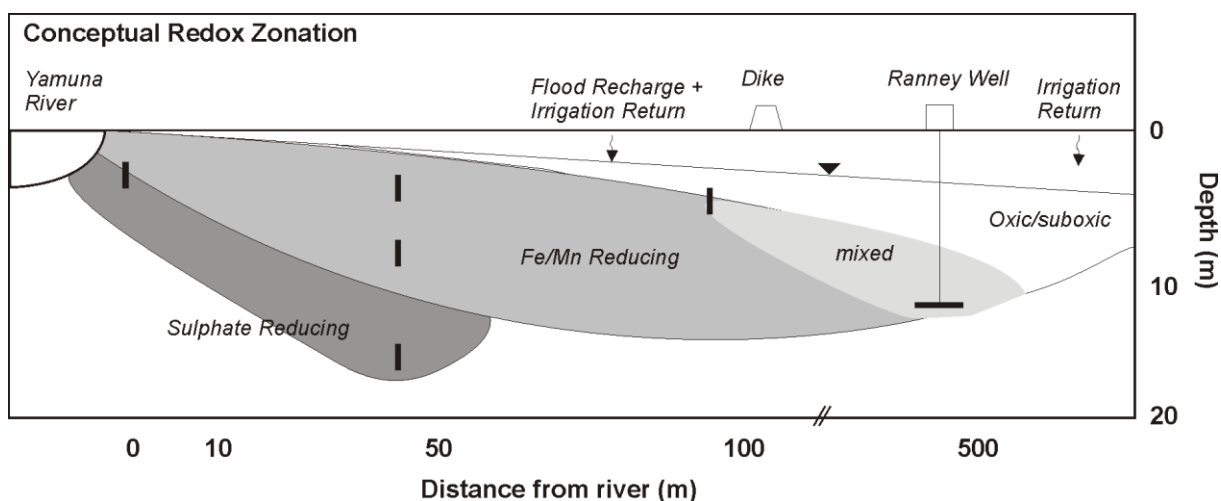 Conceptual Redox Zonation
Yamuna
River
Flood Recharge +
Irrigation Return
Dike
Ranney Well
Irrigation
Return
0
Oxic/suboxic
mixed
Fe/Mn Reducing
10
Sulphate Reducing
20
Depth (m)
0
10
50
100
//
500
Distance from river (m)